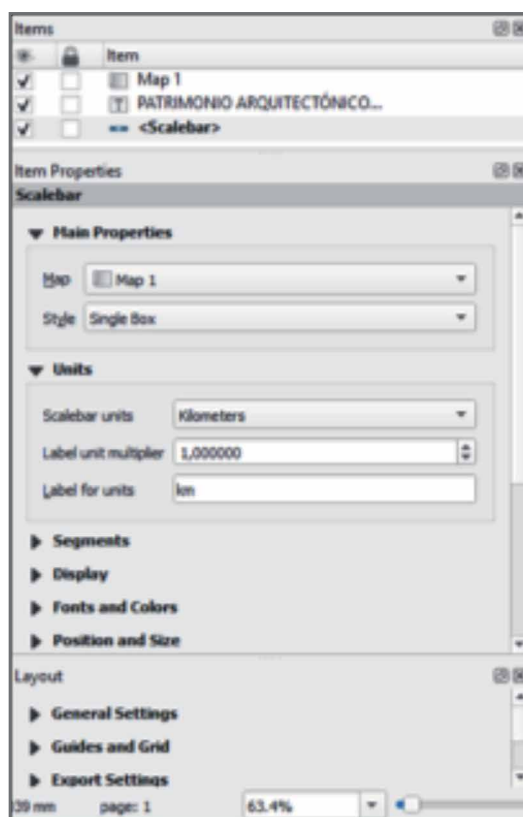 Items
Item
Map 1
PATRIMONIO ARQUITECTÓNICO...
<Scalebar>
Item Properties
Scalebar
Main Properties
Map Map 1
Style Single Box
Units
Scalebar units Kilometers
Label unit multiplier 1,000000
Label for units km
Segments
Display
Fonts and Colors
Position and Size
Layout
General Settings
Guides and Grid
Export Settings
39 mm page: 1 63.4%